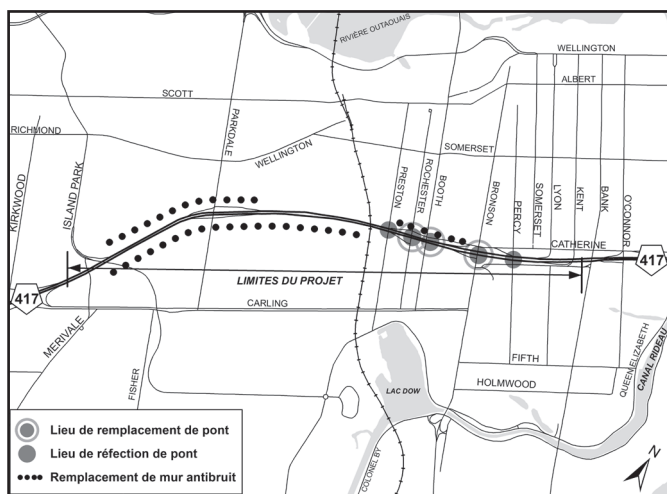 RIVIÈRE OUTAOUAIS
WELLINGTON
ALBERT
SCOTT
RICHMOND
PARKDALE
WELLINGTON
SOMERSET
KIRKWOOD
ISLAND PARK
PRESTON
ROCHESTER
BOOTH
BRONSON
PERCY
SOMERSET
LYON
KENT
BANK
O'CONNOR
CATHERINE
417
417
LIMITES DU PROJET
CARLING
MERIVALE
FISHER
LAC DOW
COLONEL BY
FIFTH
HOLMWOOD
QUEEN ELIZABETH
CANAL RIDEAU
Lieu de remplacement de pont
Lieu de réfection de pont
Remplacement de mur antibruit
N